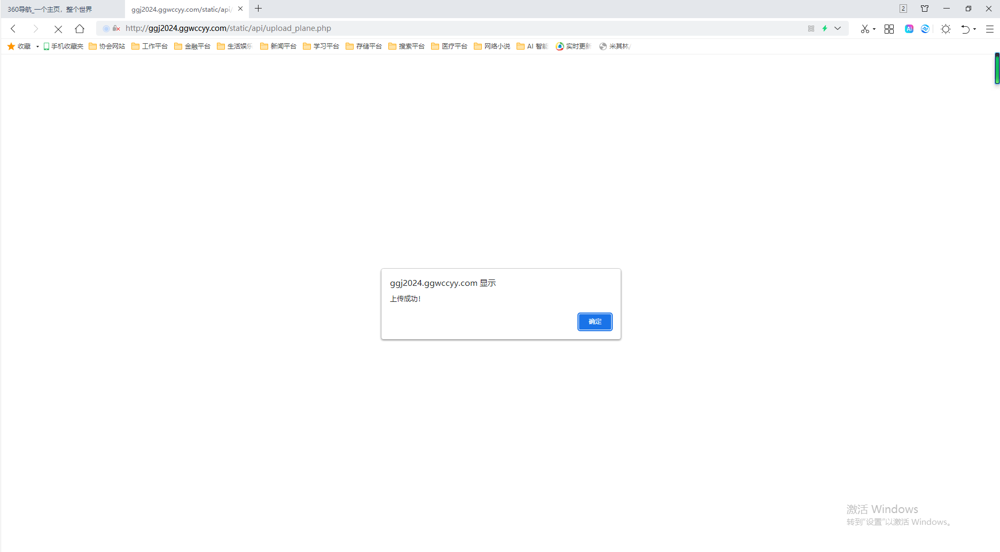 360导航_一个主页，整个世界
ggj2024.ggwccyy.com/static/api/
2
http://ggj2024.ggwccyy.com/static/api/upload_plane.php
AI
收藏 手机收藏夹 协会网站 工作平台 金融平台 生活娱乐 新闻平台 学习平台 存储平台 搜索平台 医疗平台 网络小说 AI 智能 实时更新 米其林/
ggj2024.ggwccyy.com 显示
上传成功!
确定
激活 Windows
转到"设置"以激活 Windows。